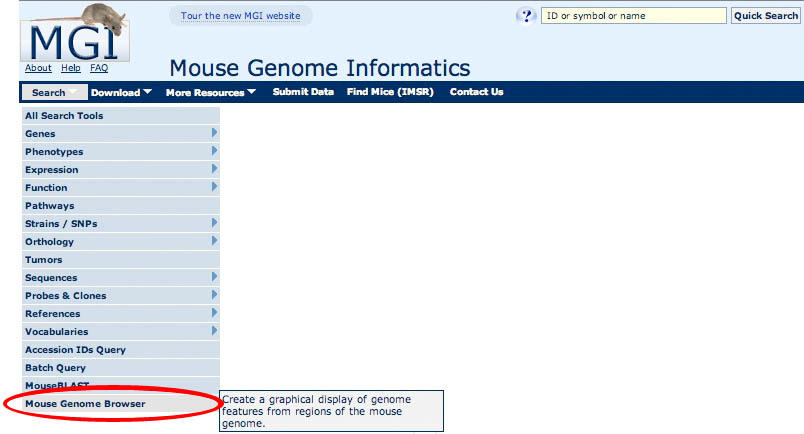 MGI
About Help FAQ
Tour the new MGI website
? ID or symbol or name Quick Search
Mouse Genome Informatics
Search Download More Resources Submit Data Find Mice (IMSR) Contact Us
All Search Tools
Genes
Phenotypes
Expression
Function
Pathways
Strains / SNPs
Orthology
Tumors
Sequences
Probes & Clones
References
Vocabularies
Accession IDs Query
Batch Query
MouseBLAST
Mouse Genome Browser
Create a graphical display of genome
features from regions of the mouse
genome.